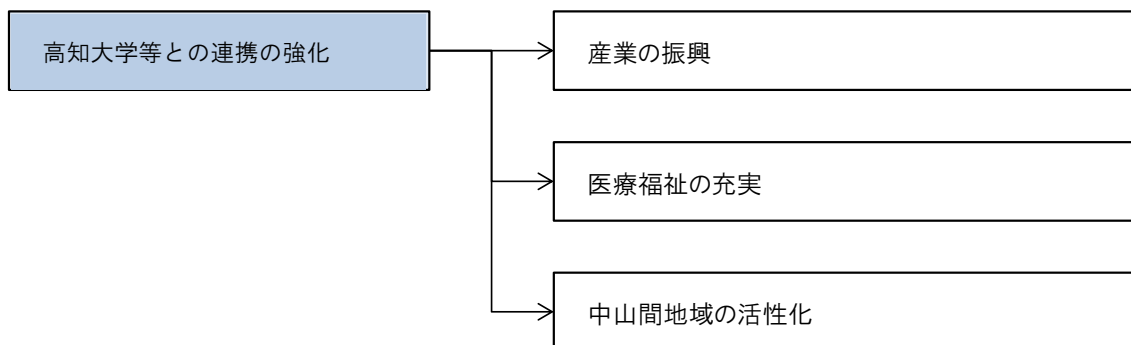 高知大学等との連携の強化
産業の振興
医療福祉の充実
中山間地域の活性化